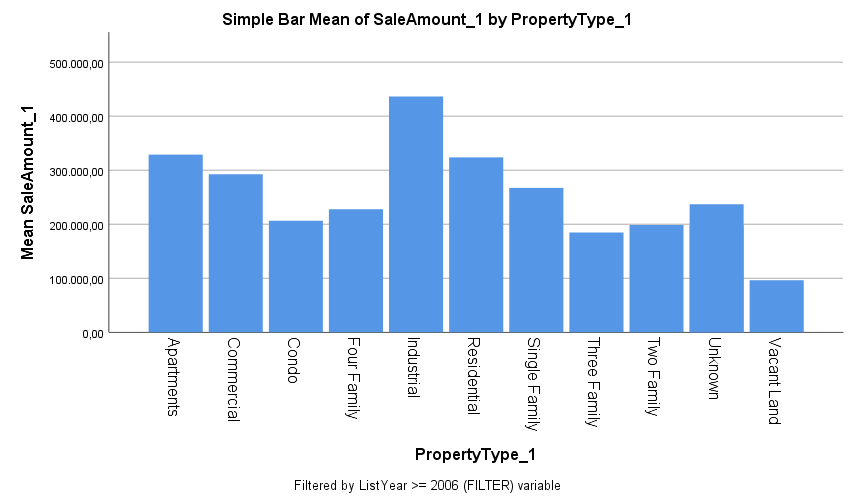 Simple Bar Mean of SaleAmount_1 by PropertyType_1
Mean SaleAmount_1
500.000,00
400.000,00
300.000,00
200.000,00
100.000,00
0,00
Apartments
Commercial
Condo
Four Family
Industrial
Residential
Single Family
Three Family
Two Family
Unknown
Vacant Land
PropertyType_1
Filtered by ListYear >= 2006 (FILTER) variable